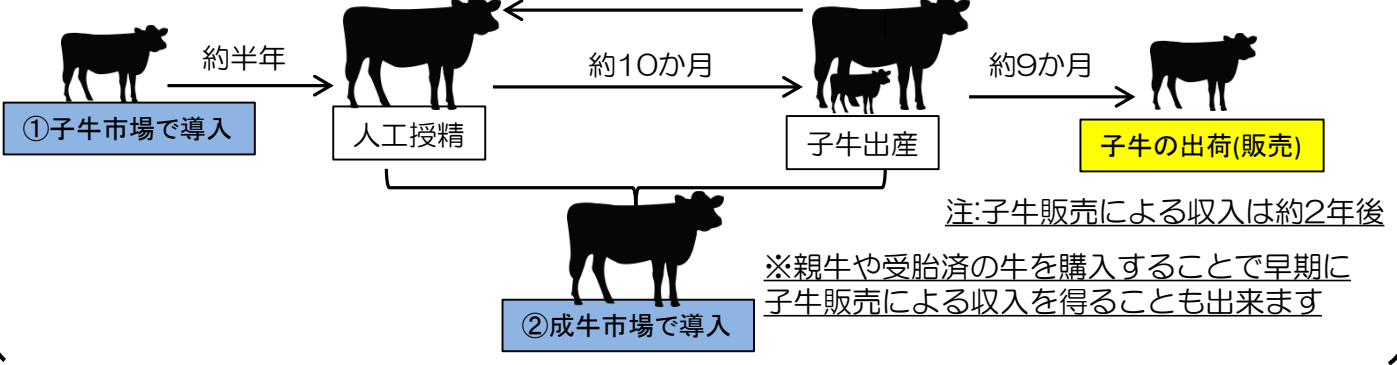 約半年
約10か月
約9か月
①子牛市場で導入
人工授精
子牛出産
子牛の出荷(販売)
注:子牛販売による収入は約2年後
※親牛や受胎済の牛を購入することで早期に
子牛販売による収入を得ることも出来ます
②成牛市場で導入